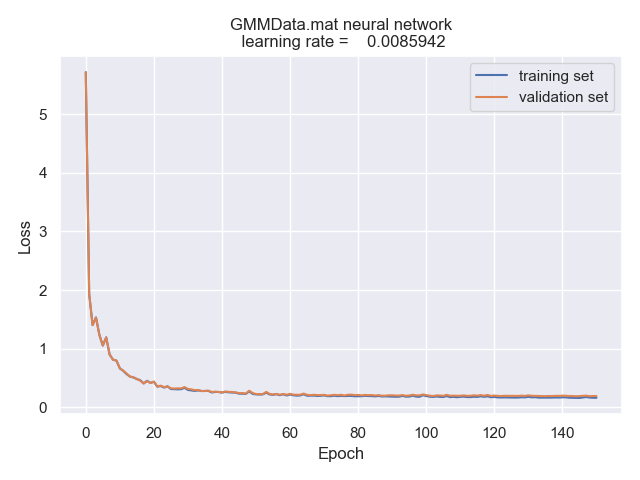 GMMData.mat neural network
learning rate = 0.0085942
training set
validation set
5
4
3
2
1
0
Loss
0 20 40 60 80 100 120 140
Epoch